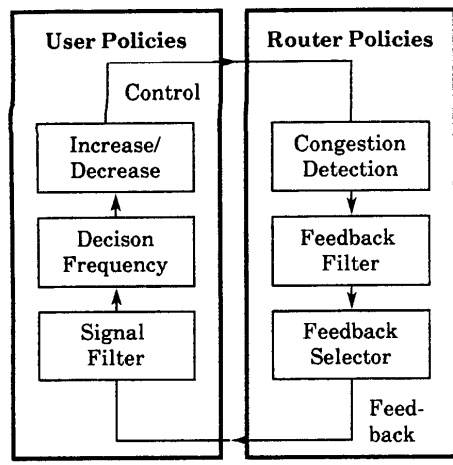 User Policies
Control
Increase/
Decrease
Decison
Frequency
Signal
Filter
Router Policies
Congestion
Detection
Feedback
Filter
Feedback
Selector
Feed-
back